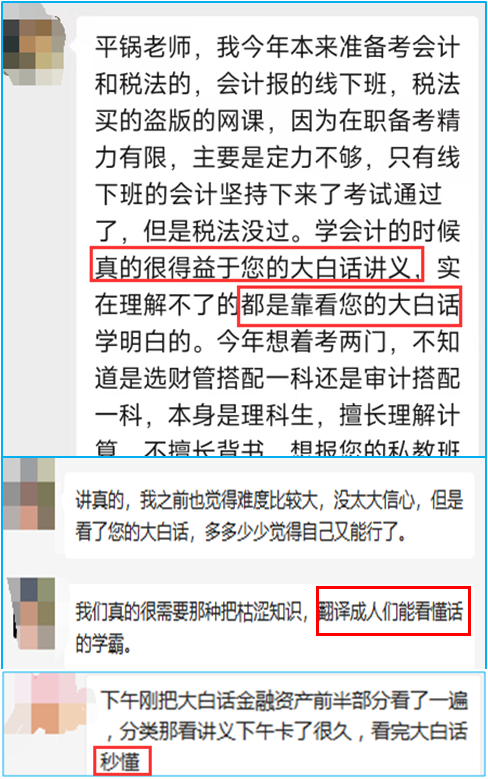 平锅老师，我今年本来准备考会计
和税法的，会计报的线下班，税法
买的盗版的网课，因为在职备考精
力有限，主要是定力不够，只有线
下班的会计坚持下来了考试通过
了，但是税法没过。学会计的时候
真的很得益于您的大白话讲义，实
在理解不了的都是靠看您的大白话
学明白的。今年想着考两门，不知
道是选财管搭配一科还是审计搭配
一科，本身是理科生，擅长理解计
算，不擅长背书，想报您的私教班
讲真的，我之前也觉得难度比较大，没太大信心，但是
看了您的大白话，多多少少觉得自己又能行了。
我们真的很需要那种把枯涩知识，翻译成人们能看懂话
的学霸。
下午刚把大白话金融资产前半部分看了一遍
，分类那看讲义下午卡了很久，看完大白话
秒懂